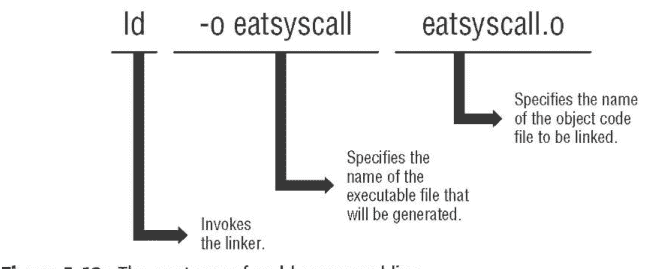 ld -o eatsyscall eatsyscall.o
Specifies the name
of the object code
file to be linked.
Specifies the
name of the
executable file that
will be generated.
Invokes
the linker.